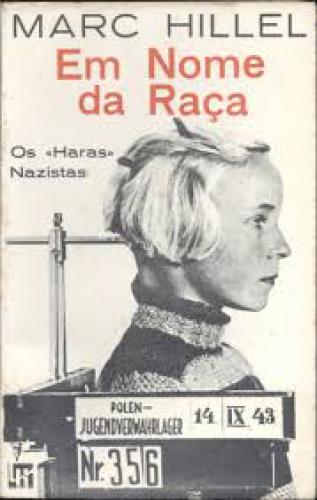 MARC HILLEL
Em Nome
da Raça
Os «Haras»
Nazistas
POLEN-
JUGENDVERWAHRLAGER
14 IX 43
Nr. 356